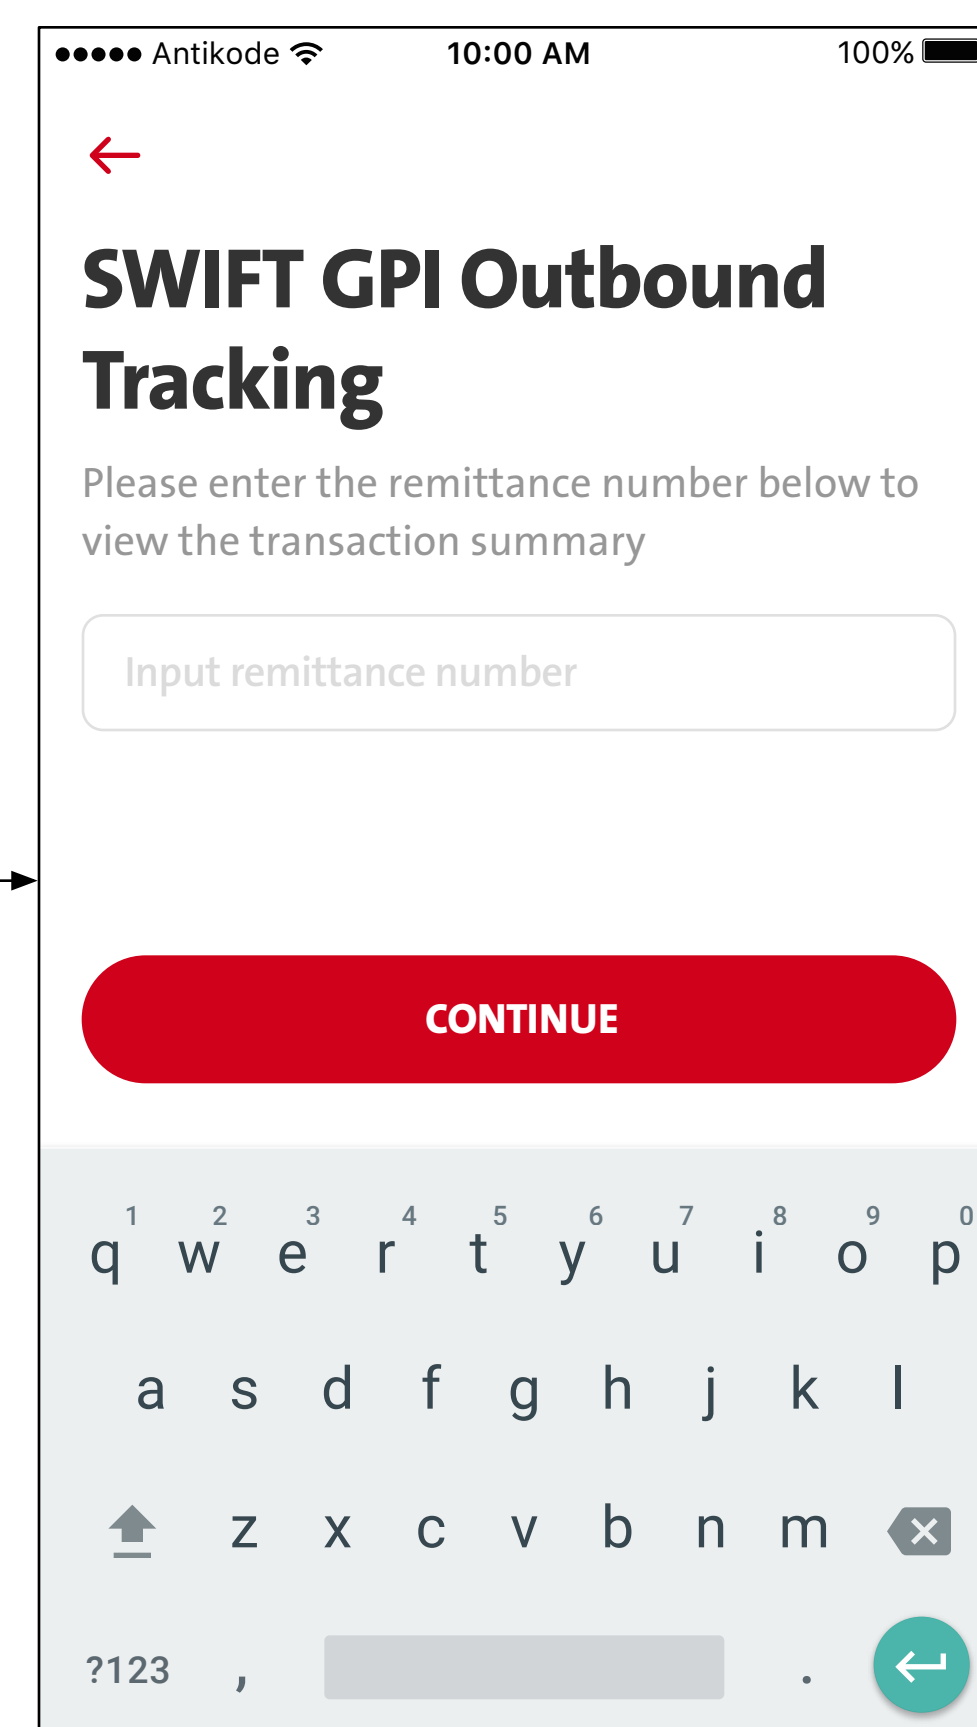 Antikode 10:00 AM 100%
SWIFT GPI Outbound
Tracking
Please enter the remittance number below to
view the transaction summary
Input remittance number
CONTINUE
1 2 3 4 5 6 7 8 9 0
q w e r t y u i o p
a s d f g h j k l
z x c v b n m
?123 , .